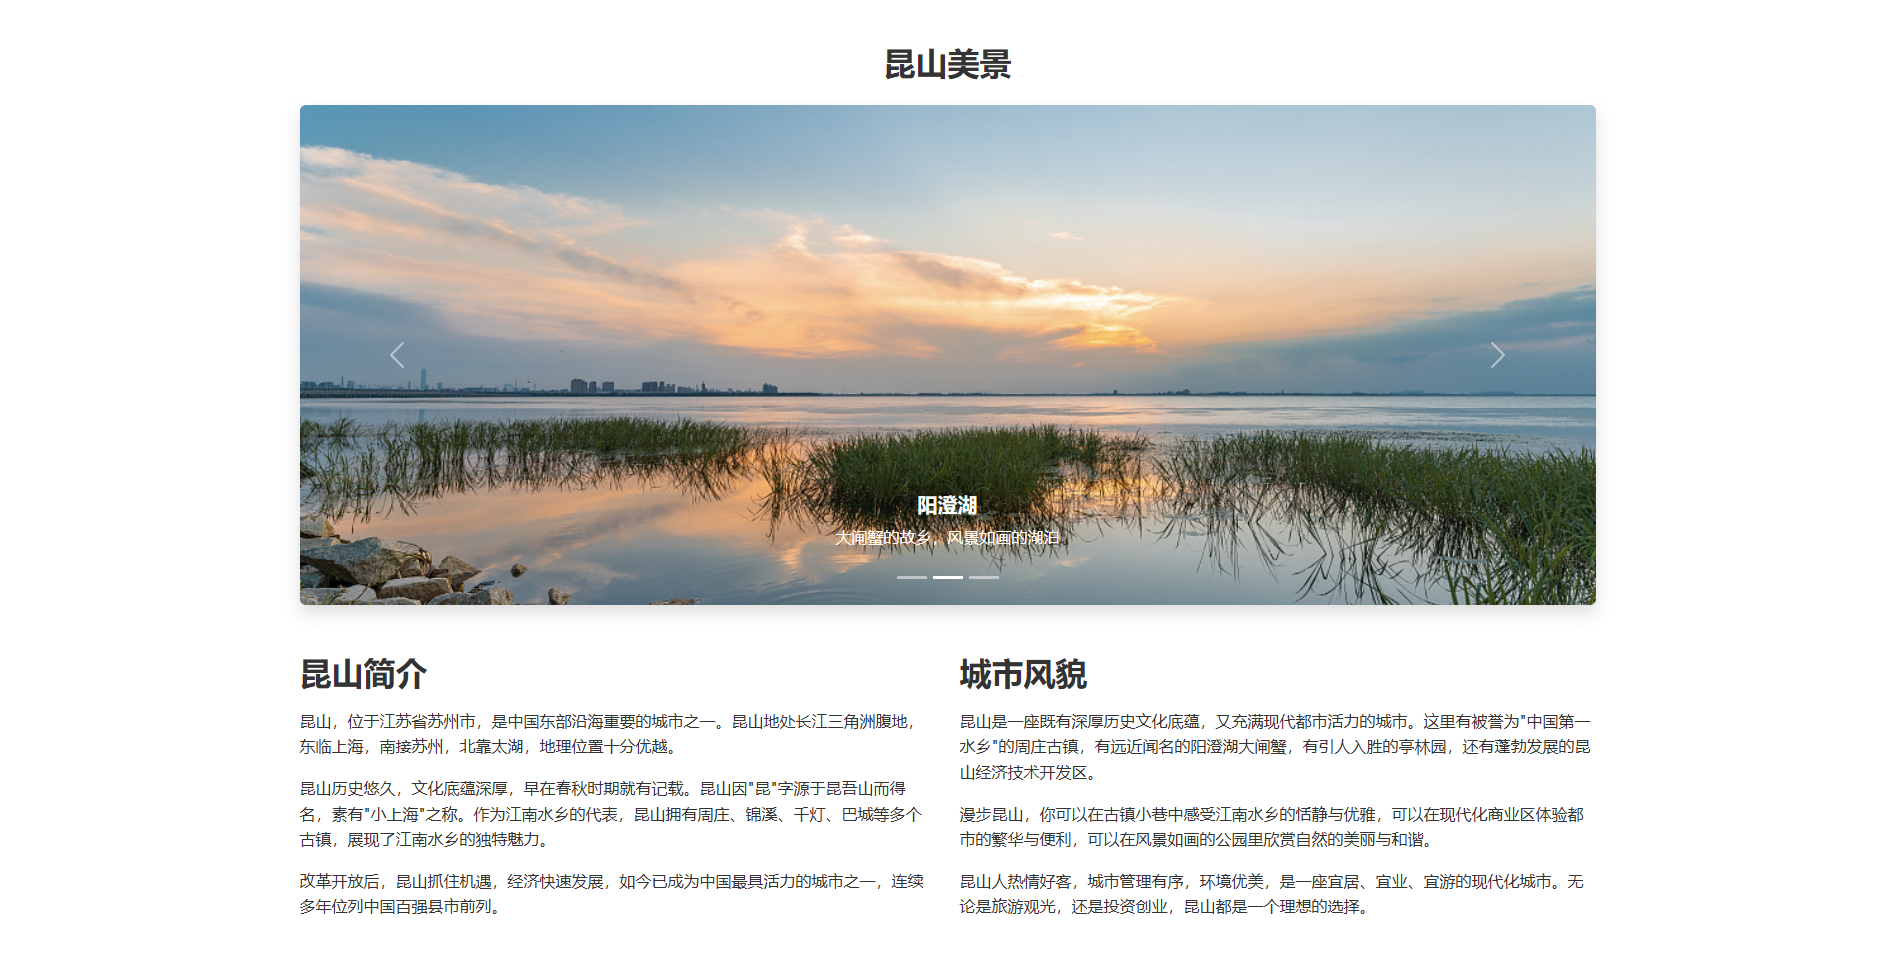 昆山美景
阳澄湖
大闸蟹的故乡，风景如画的湖泊
昆山简介
昆山，位于江苏省苏州市，是中国东部沿海重要的城市之一。昆山地处长江三角洲腹地，
东临上海，南接苏州，北靠太湖，地理位置十分优越。
昆山历史悠久，文化底蕴深厚，早在春秋时期就有记载。昆山因"昆"字源于昆吾山而得
名，素有"小上海"之称。作为江南水乡的代表，昆山拥有周庄、锦溪、千灯、巴城等多个
古镇，展现了江南水乡的独特魅力。
改革开放后，昆山抓住机遇，经济快速发展，如今已成为中国最具活力的城市之一，连续
多年位列中国百强县市前列。
城市风貌
昆山是一座既有深厚历史文化底蕴，又充满现代都市活力的城市。这里有被誉为"中国第一
水乡"的周庄古镇，有远近闻名的阳澄湖大闸蟹，有引人入胜的亭林园，还有蓬勃发展的昆
山经济技术开发区。
漫步昆山，你可以在古镇小巷中感受江南水乡的恬静与优雅，可以在现代化商业区体验都
市的繁华与便利，可以在风景如画的公园里欣赏自然的美丽与和谐。
昆山人热情好客，城市管理有序，环境优美，是一座宜居、宜业、宜游的现代化城市。无
论是旅游观光，还是投资创业，昆山都是一个理想的选择。